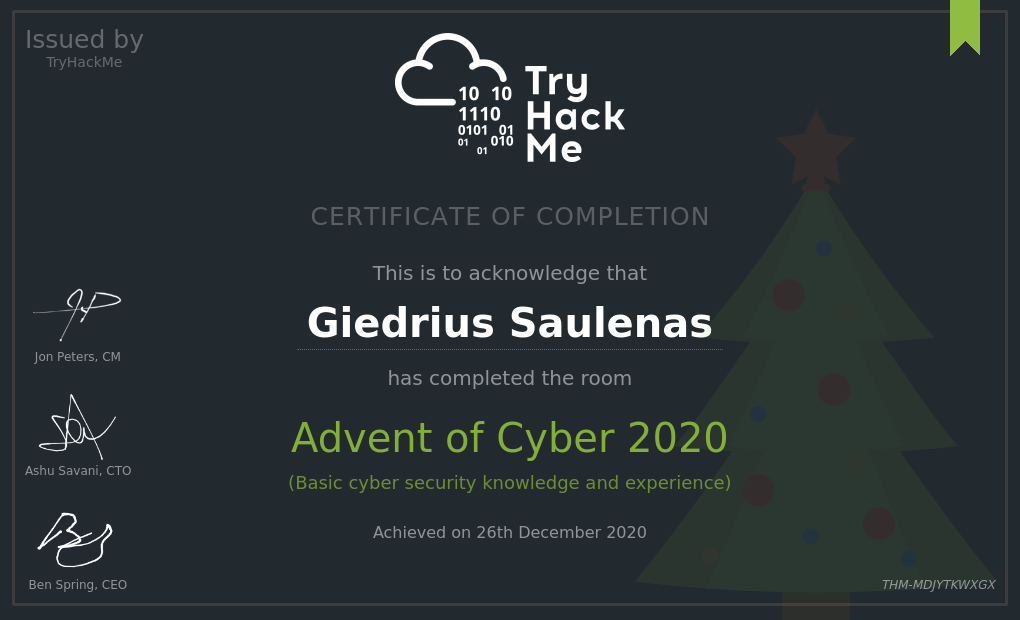 Issued by
TryHackMe
10 10
1110
0101 01
01 010
01
Try
Hack
Me
CERTIFICATE OF COMPLETION
This is to acknowledge that
Giedrius Saulenas
has completed the room
Advent of Cyber 2020
(Basic cyber security knowledge and experience)
Achieved on 26th December 2020
Jon Peters, CM
Ashu Savani, CTO
Ben Spring, CEO
THM-MDJYTKWXGX